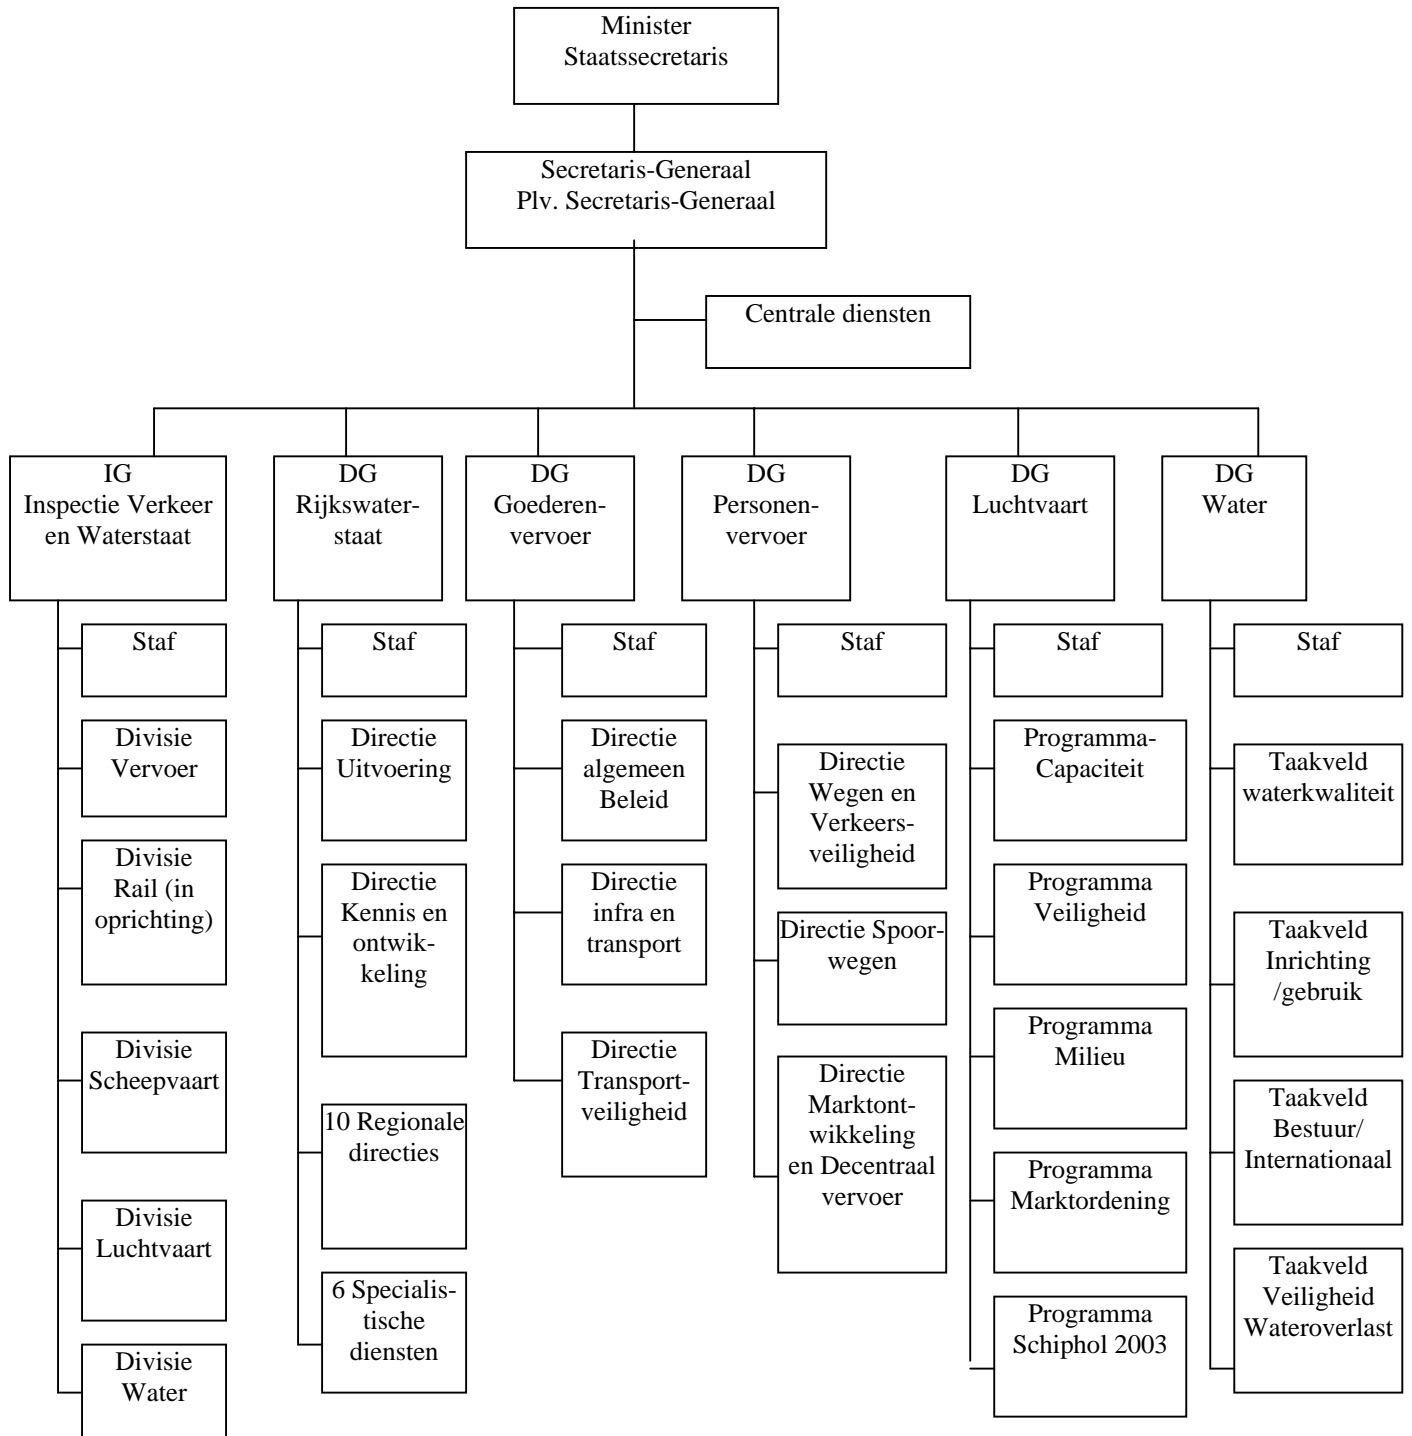 Minister
Staatssecretaris
Secretaris-Generaal
Plv. Secretaris-Generaal
Centrale diensten
IG
Inspectie Verkeer
en Waterstaat
DG
Rijkswater-
staat
DG
Goederen-
vervoer
DG
Personen-
vervoer
DG
Luchtvaart
DG
Water
Staf
Divisie
Vervoer
Divisie
Rail (in
oprichting)
Divisie
Scheepvaart
Divisie
Luchtvaart
Divisie
Water
Staf
Directie
Uitvoering
Directie
Kennis en
ontwik-
keling
10 Regionale
directies
6 Specialis-
tische
diensten
Staf
Directie
algemeen
Beleid
Directie
infra en
transport
Directie
Transport-
veiligheid
Staf
Directie
Wegen en
Verkeers-
veiligheid
Directie Spoor-
wegen
Directie
Marktont-
wikkeling
en Decentraal
vervoer
Staf
Programma-
Capaciteit
Programma
Veiligheid
Programma
Milieu
Programma
Marktordening
Programma
Schiphol 2003
Staf
Taakveld
waterkwaliteit
Taakveld
Inrichting
/gebruik
Taakveld
Bestuur/
Internationaal
Taakveld
Veiligheid
Wateroverlast